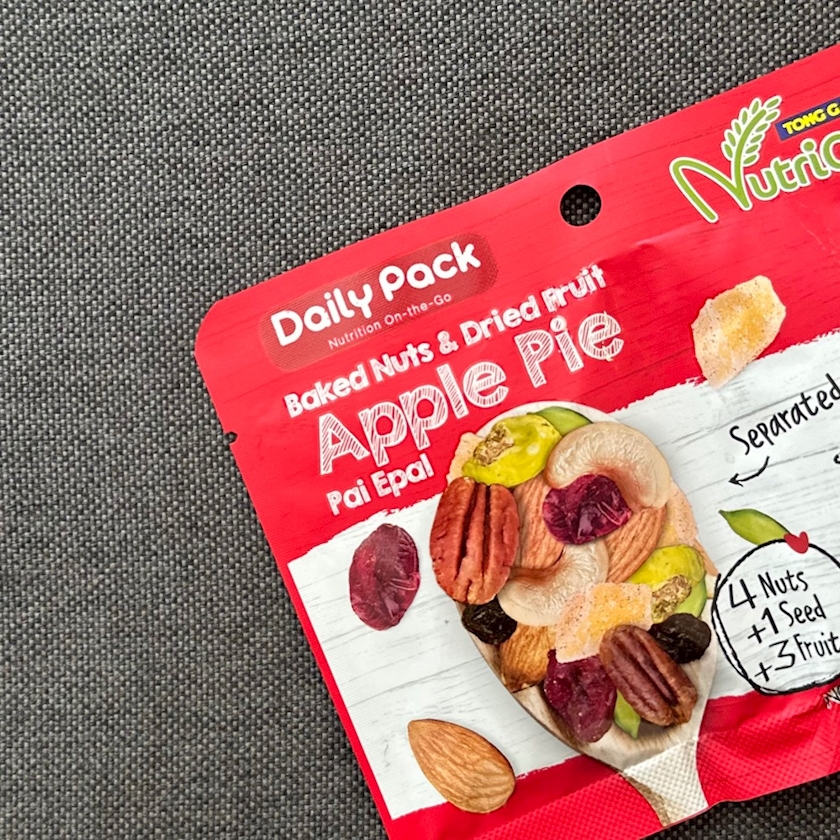 Daily Pack
Nutrition On-the-Go
Baked Nuts & Dried Fruit
Apple Pie
Pai Epal
TONG
Separated
4 Nuts
+1 Seed
+3 Fruit